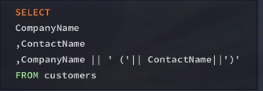 SELECT
CompanyName
,ContactName
,CompanyName || ' ('|| ContactName||')'
FROM customers